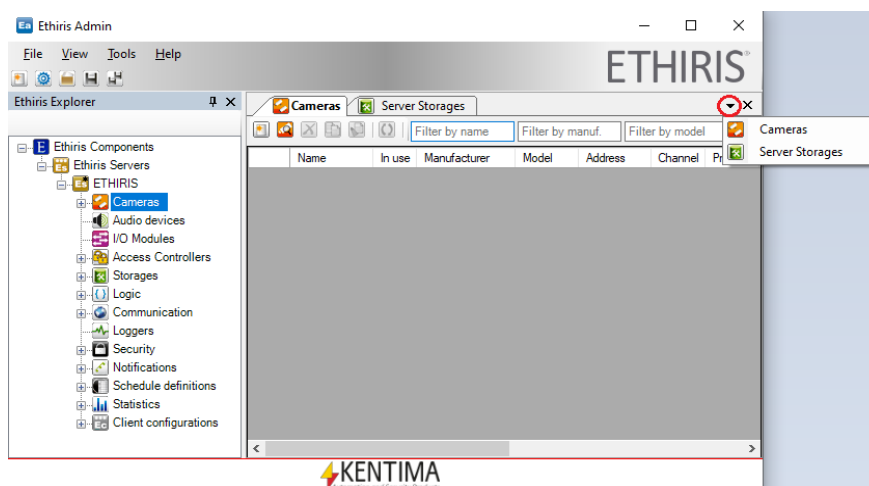 Ea Ethiris Admin
File View Tools Help
ETHIRIS
Ethiris Explorer
Cameras Server Storages
Filter by name Filter by manuf. Filter by model
Cameras
Server Storages
Name In use Manufacturer Model Address Channel
E Ethiris Components
Ethiris Servers
ETHIRIS
Cameras
Audio devices
I/O Modules
Access Controllers
Storages
Logic
Communication
Loggers
Security
Notifications
Schedule definitions
Statistics
Ec Client configurations
KENTIMA